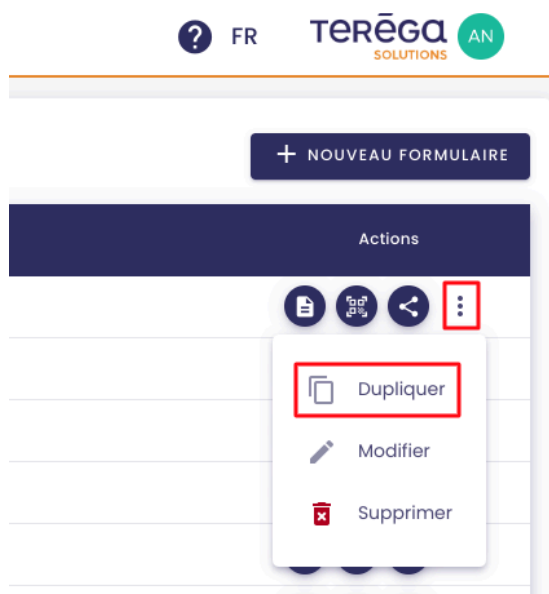 ? FR TERĒGA AN
SOLUTIONS
+ NOUVEAU FORMULAIRE
Actions
Dupliquer
Modifier
Supprimer